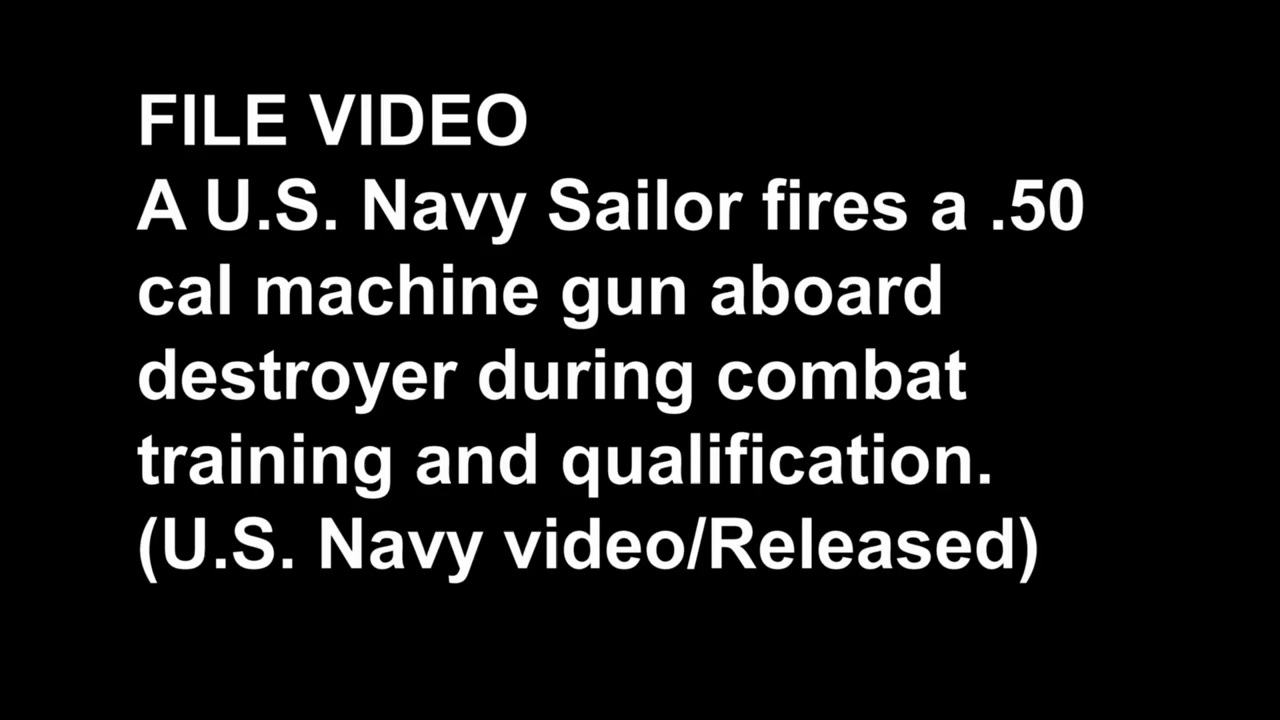 FILE VIDEO
A U.S. Navy Sailor fires a .50
cal machine gun aboard
destroyer during combat
training and qualification.
(U.S. Navy video/Released)